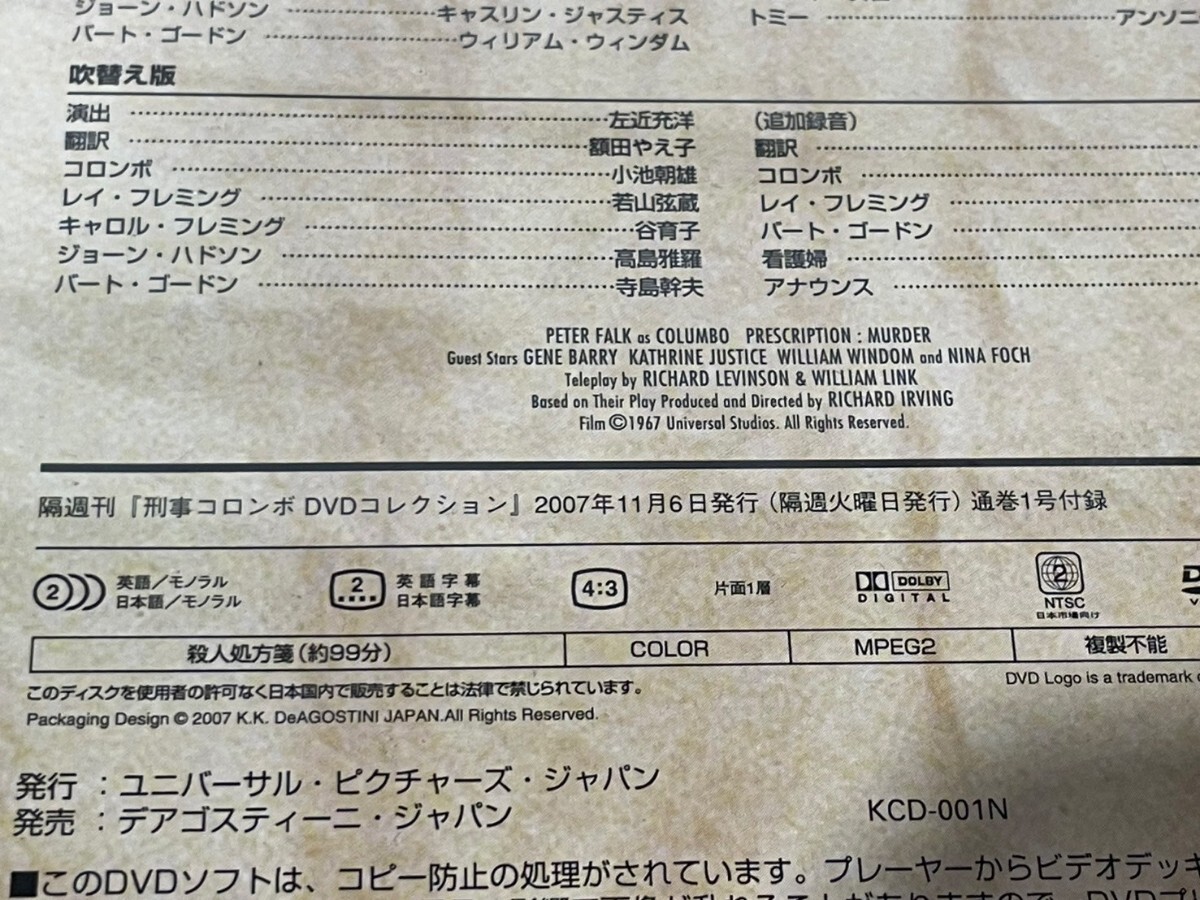 ジョーン・ハドソン ……………… キャスリン・ジャスティス
バート・ゴードン ……………… ウィリアム・ウィンダム
トミー ……………… アンソニ
吹替え版
演出 ……………… 左近充洋
翻訳 ……………… 額田やえ子
コロンボ ……………… 小池朝雄
レイ・フレミング ……………… 若山弦蔵
キャロル・フレミング ……………… 谷育子
ジョーン・ハドソン ……………… 高島雅羅
バート・ゴードン ……………… 寺島幹夫
（追加録音）
翻訳 ………………
コロンボ ………………
レイ・フレミング ………………
バート・ゴードン ………………
看護婦 ………………
アナウンス ………………
PETER FALK as COLUMBO PRESCRIPTION : MURDER
Guest Stars GENE BARRY KATHRINE JUSTICE WILLIAM WINDOM and NINA FOCH
Teleplay by RICHARD LEVINSON & WILLIAM LINK
Based on Their Play Produced and Directed by RICHARD IRVING
Film ©1967 Universal Studios. All Rights Reserved.
隔週刊『刑事コロンボ DVDコレクション』2007年11月6日発行（隔週火曜日発行）通巻1号付録
2 英語／モノラル
日本語／モノラル
2 英語字幕
日本語字幕
4:3
片面1層
DOLBY
DIGITAL
2
NTSC
日本市場向け
殺人処方箋（約99分） COLOR MPEG2 複製不能
このディスクを使用者の許可なく日本国内で販売することは法律で禁じられています。
DVD Logo is a trademark
Packaging Design © 2007 K.K. DeAGOSTINI JAPAN.All Rights Reserved.
発行 ：ユニバーサル・ピクチャーズ・ジャパン
発売 ：デアゴスティーニ・ジャパン
KCD-001N
■このDVDソフトは、コピー防止の処理がされています。プレーヤーからビデオデッキ